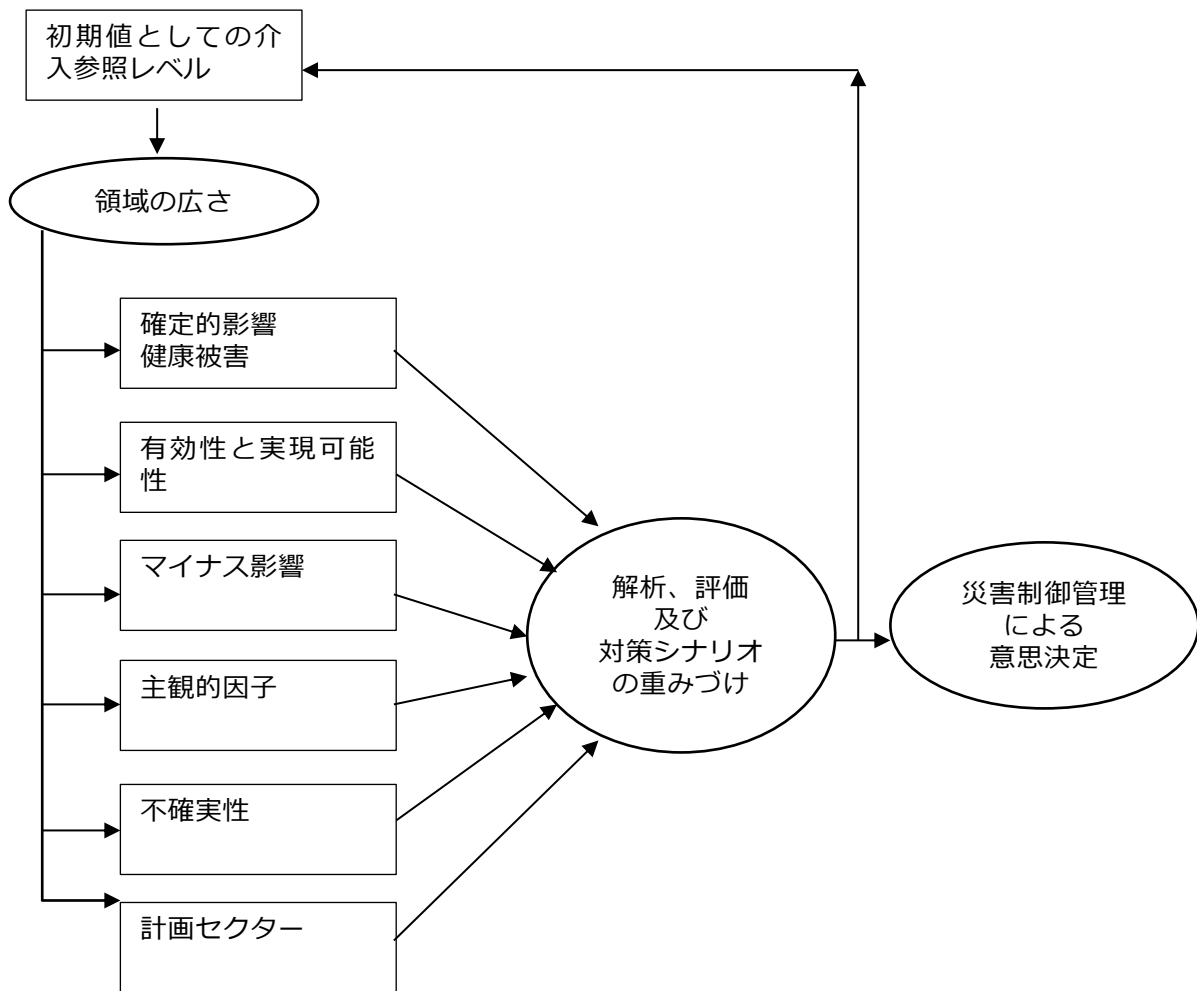 初期値としての介
入参照レベル
領域の広さ
確定的影響
健康被害
有効性と実現可能
性
マイナス影響
主観的因子
不確実性
計画セクター
解析、評価
及び
対策シナリオ
の重みづけ
災害制御管理
による
意思決定